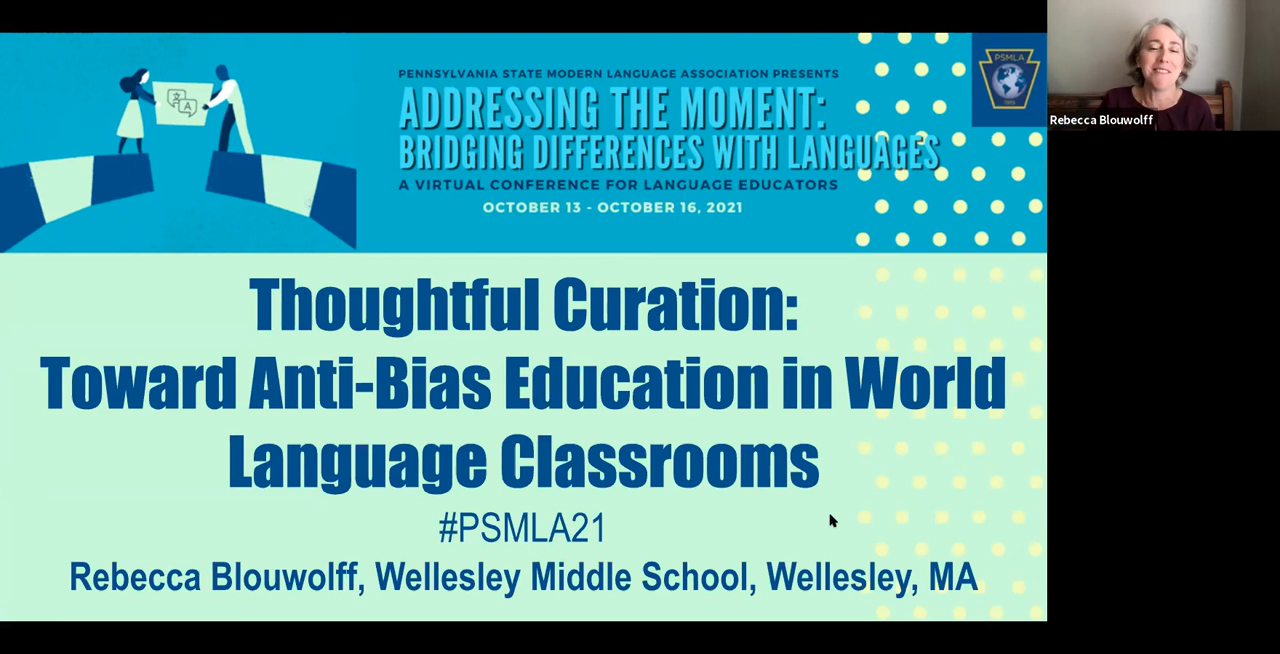 PENNSYLVANIA STATE MODERN LANGUAGE ASSOCIATION PRESENTS
ADDRESSING THE MOMENT:
BRIDGING DIFFERENCES WITH LANGUAGES
A VIRTUAL CONFERENCE FOR LANGUAGE EDUCATORS
OCTOBER 13 - OCTOBER 16, 2021
文
A
PSMLA
Rebecca Blouwolff
Thoughtful Curation:
Toward Anti-Bias Education in World
Language Classrooms
#PSMLA21
Rebecca Blouwolff, Wellesley Middle School, Wellesley, MA